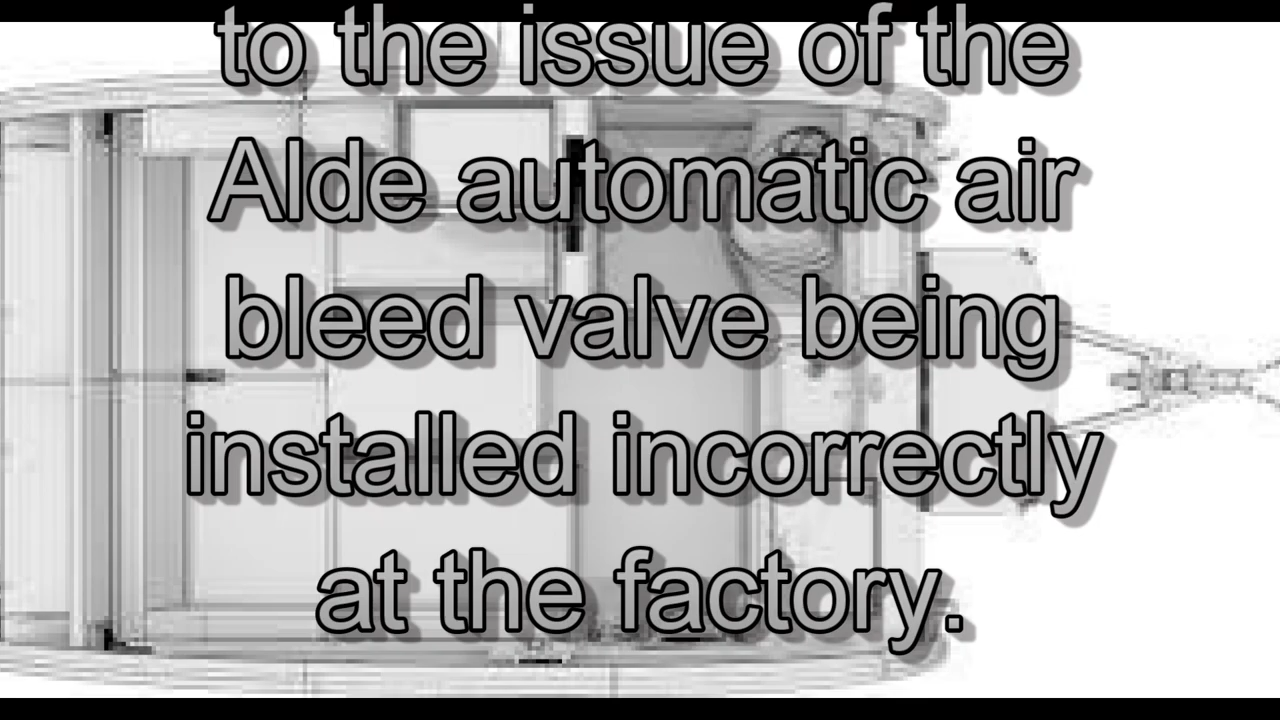 to the issue of the
Alde automatic air
bleed valve being
installed incorrectly
at the factory.